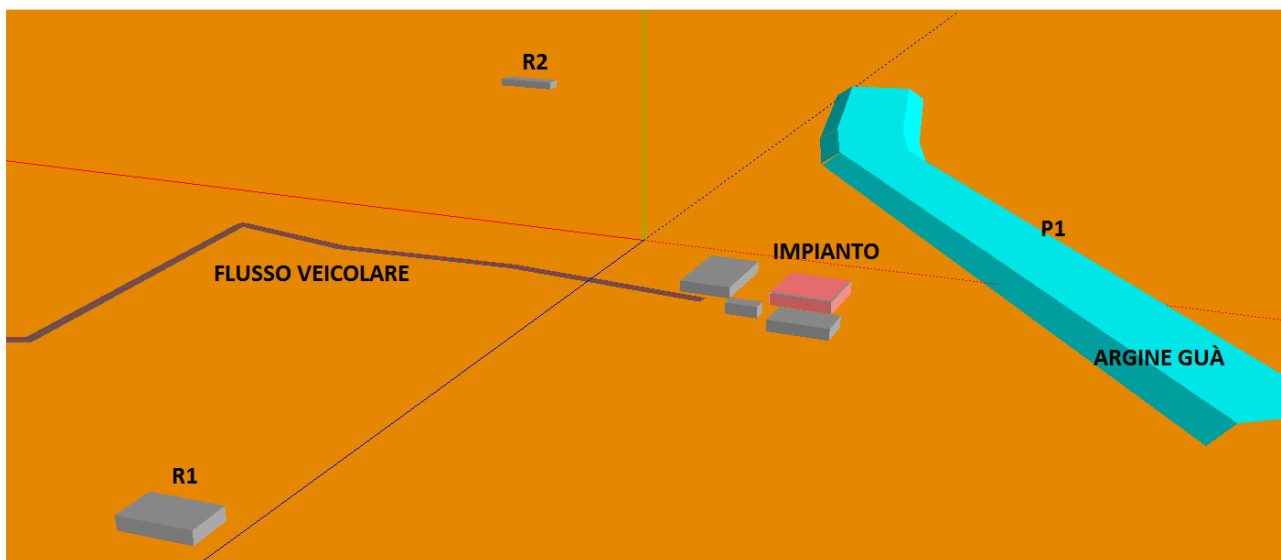 R2
P1
IMPIANTO
FLUSSO VEICOLARE
ARGINE GUÀ
R1